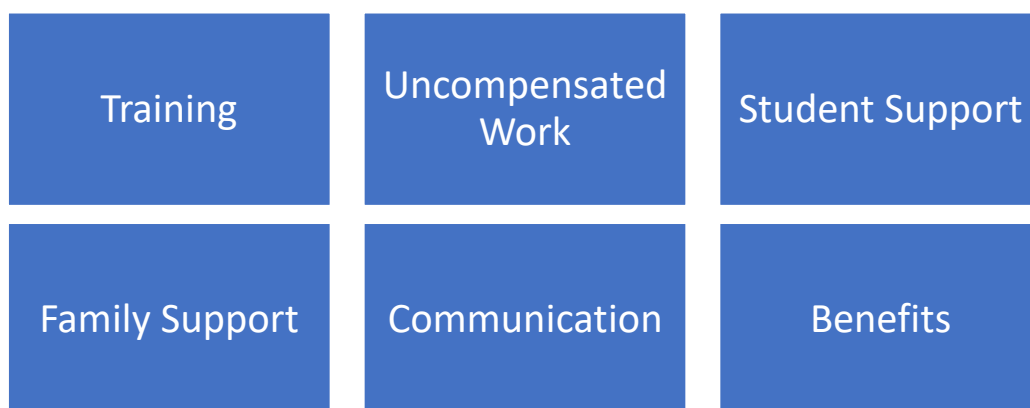 Training
Uncompensated
Work
Student Support
Family Support
Communication
Benefits